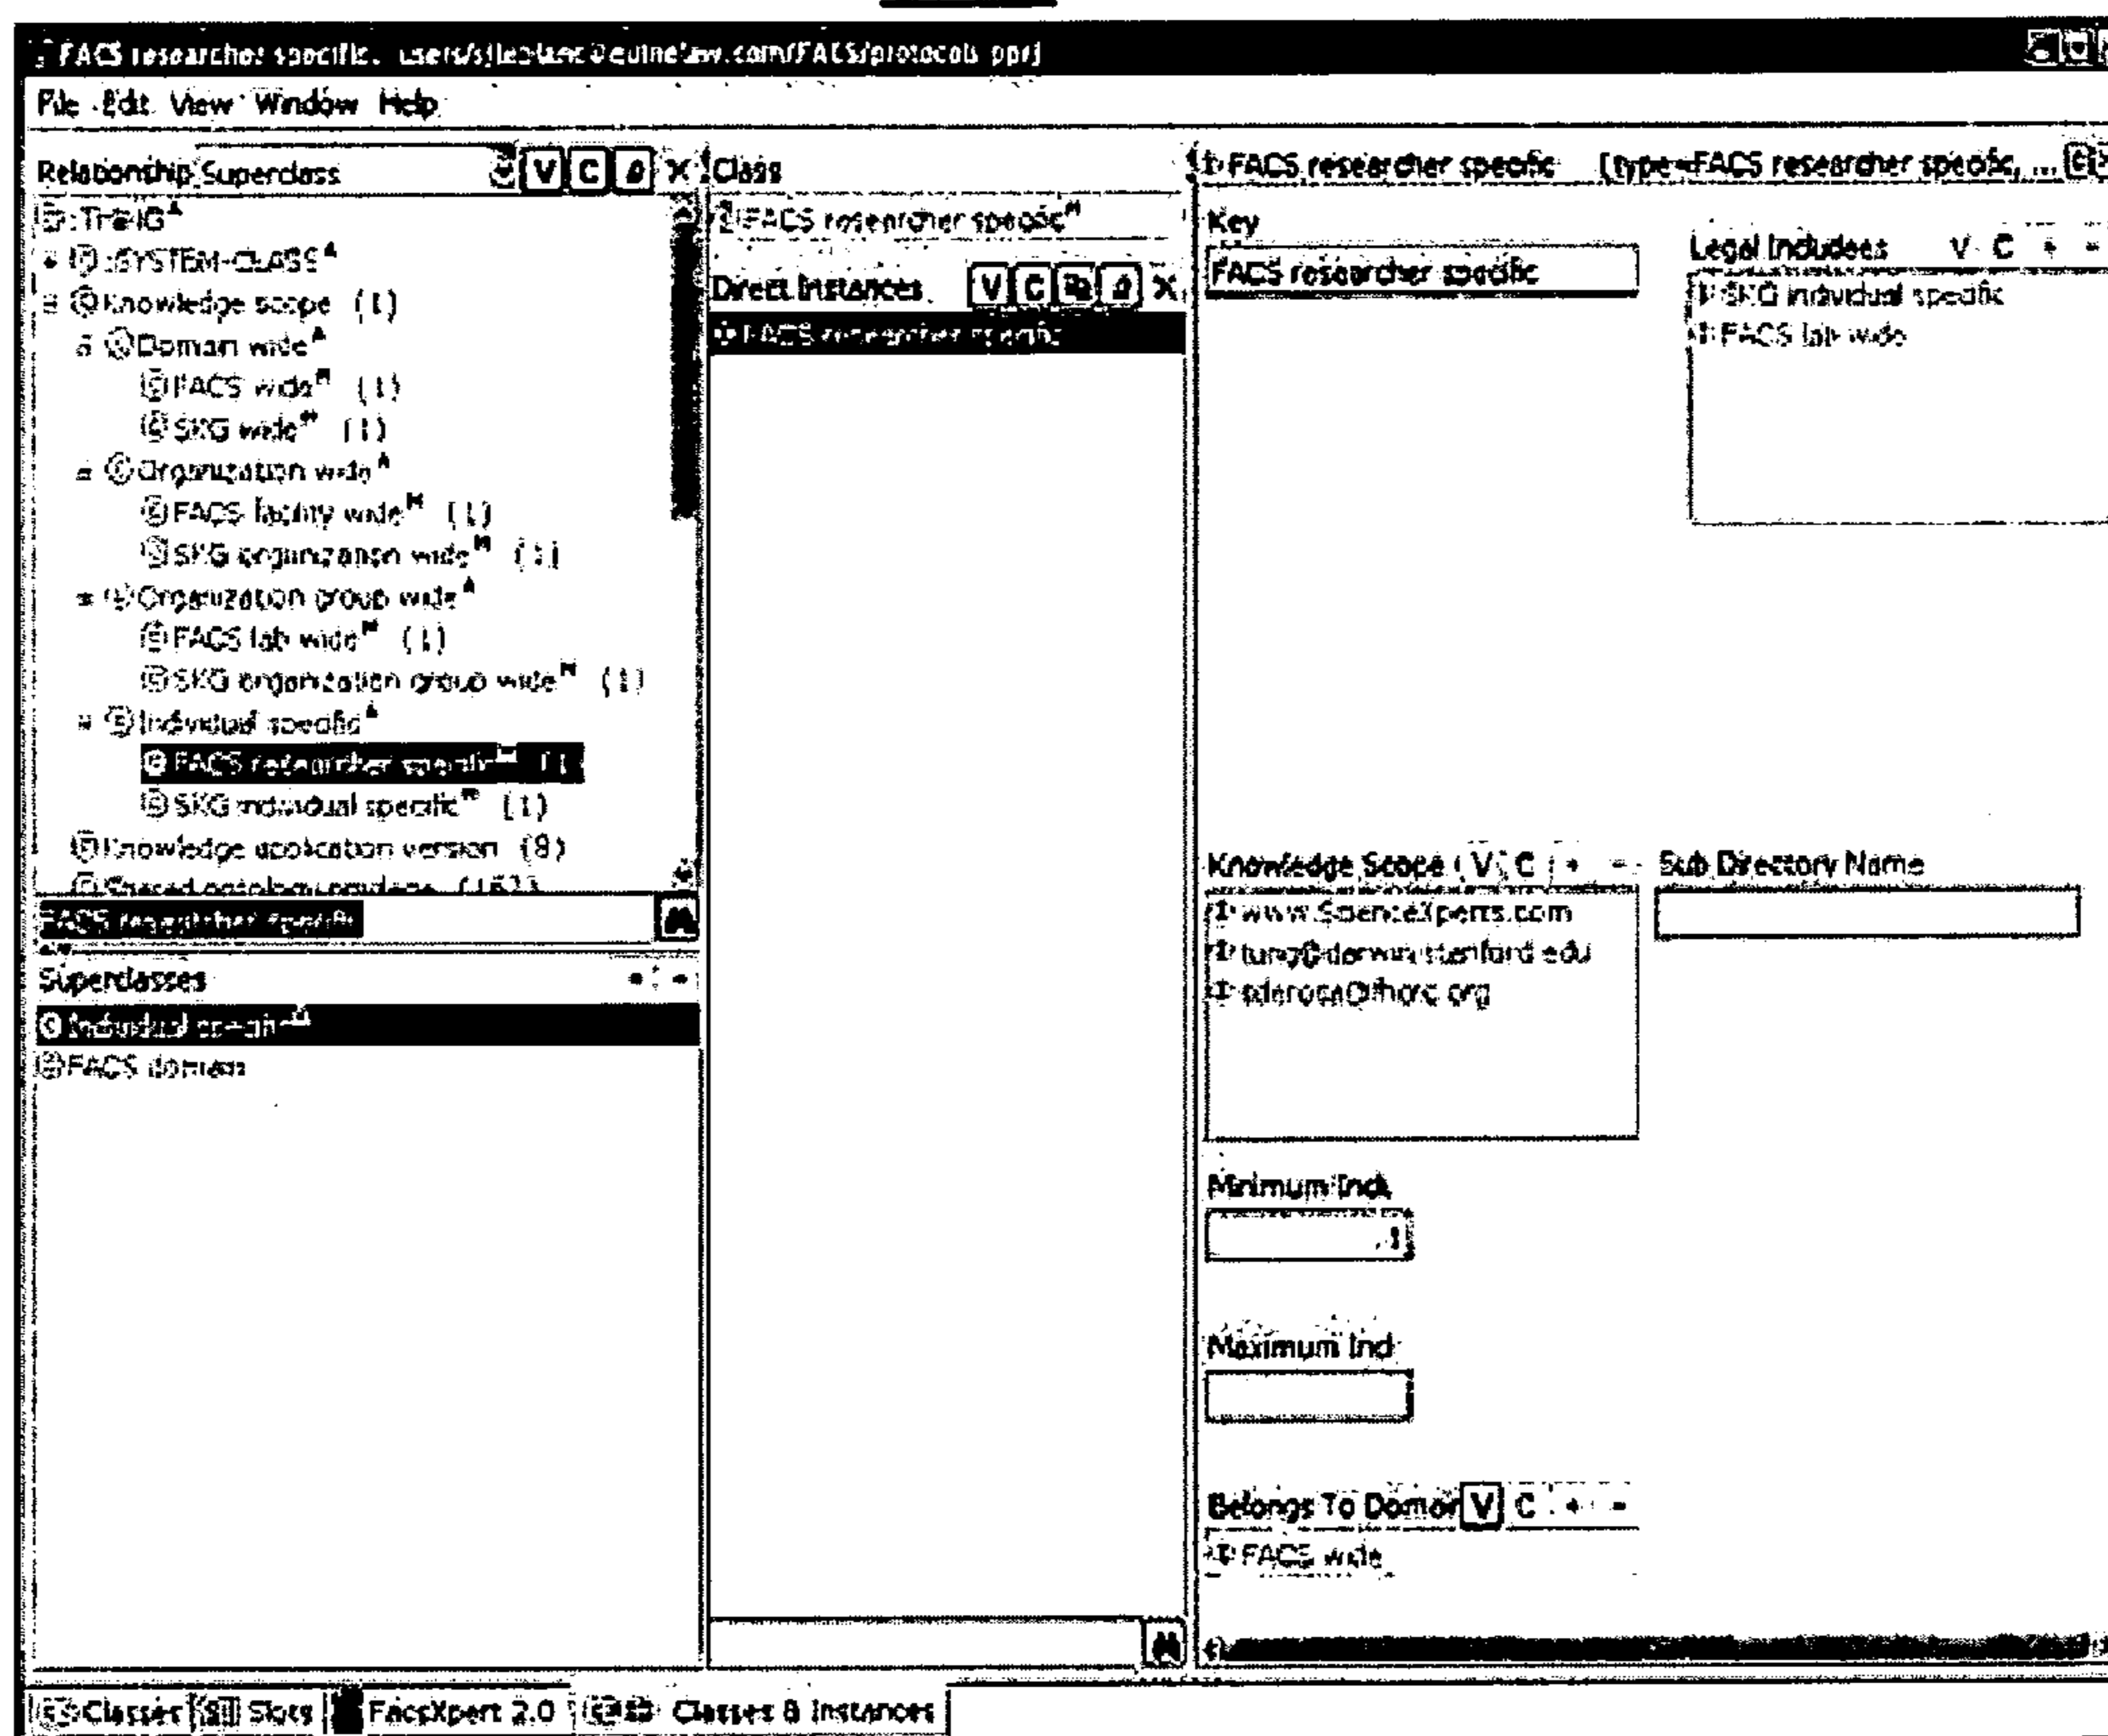 FACS researcher specific.
File Edit View Window Help
Relationship Superclass V C X
:THING A
:SYSTEM-CLASS A
Knowledge scope (1)
Domain wide A
FACS wide M (1)
SKG wide M (1)
Organization wide A
FACS facility wide M (1)
SKG organization wide M (1)
Organization group wide A
FACS lab wide M (1)
SKG organization group wide M (1)
Individual specific A
FACS researcher specific M
SKG individual specific M (1)
Knowledge application version (8)
FACS researcher specific
Superclasses + -
Individual specific A
FACS domain
Class
FACS researcher specific M
Direct Instances V C X
FACS researcher specific
FACS researcher specific (type=FACS researcher specific, ...
Key
FACS researcher specific
Legal Includees V C + -
SKG individual specific
FACS lab wide
Knowledge Scope V C + -
www.ScienceXperts.com
Sub Directory Name
Minimum Incl
1
Maximum Incl
Belongs To Domain V C + -
FACS wide
Classes Slots FacsXpert 2.0 Classes & Instances